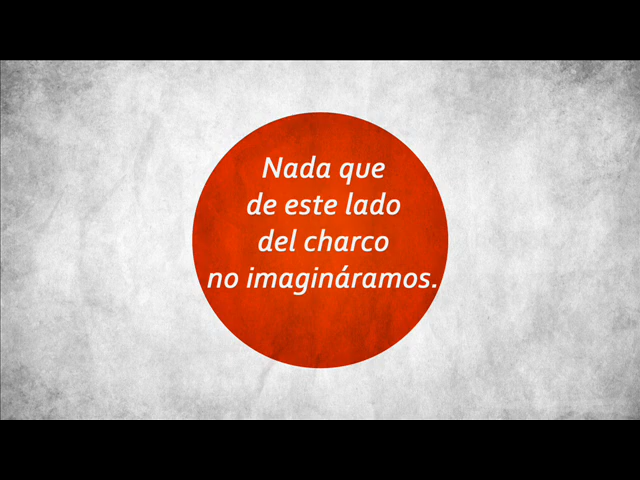 Nada que
de este lado
del charco
no imagináramos.